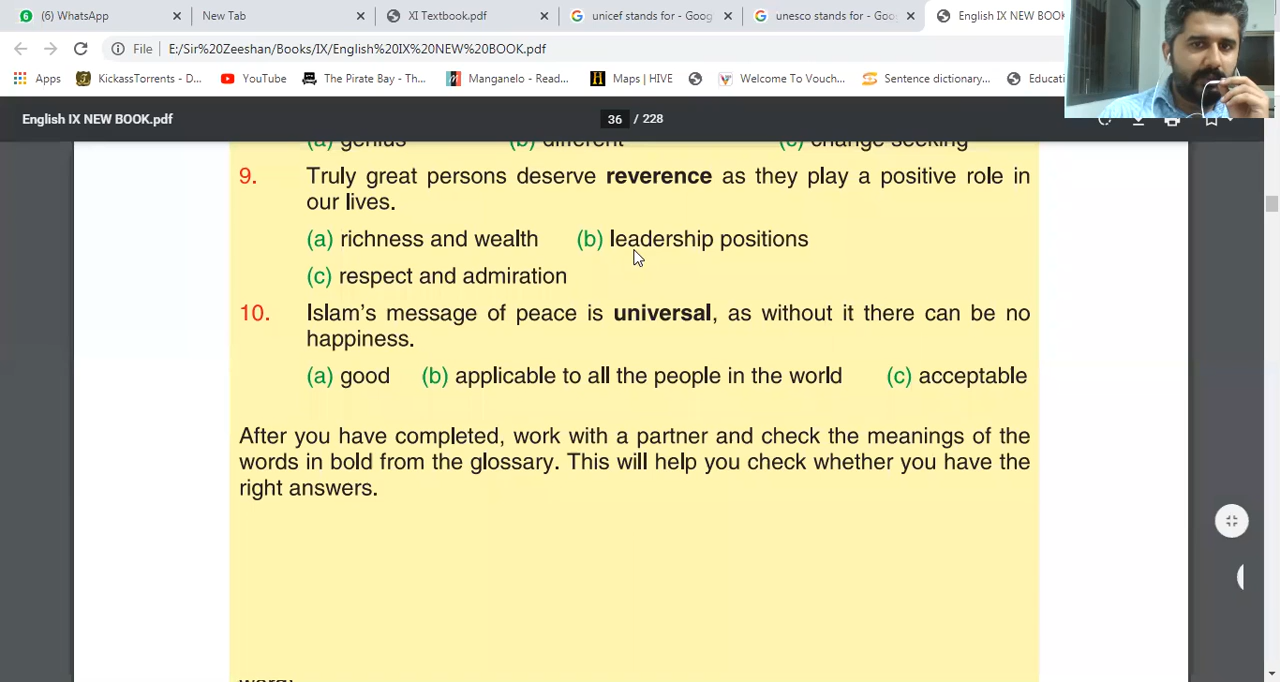 (6) WhatsApp
New Tab
XI Textbook.pdf
unicef stands for - Goog
unesco stands for - Goo
English IX NEW BOO
File
E:/Sir%20Zeeshan/Books/IX/English%20IX%20NEW%20BOOK.pdf
Apps
KickassTorrents - D...
YouTube
The Pirate Bay - Th...
Manganelo - Read...
Maps | HIVE
Welcome To Vouch...
Sentence dictionary...
Educati
English IX NEW BOOK.pdf
36 / 228
(a) genius (b) different (c) change seeking
9. Truly great persons deserve reverence as they play a positive role in
our lives.
(a) richness and wealth (b) leadership positions
(c) respect and admiration
10. Islam's message of peace is universal, as without it there can be no
happiness.
(a) good (b) applicable to all the people in the world (c) acceptable
After you have completed, work with a partner and check the meanings of the
words in bold from the glossary. This will help you check whether you have the
right answers.